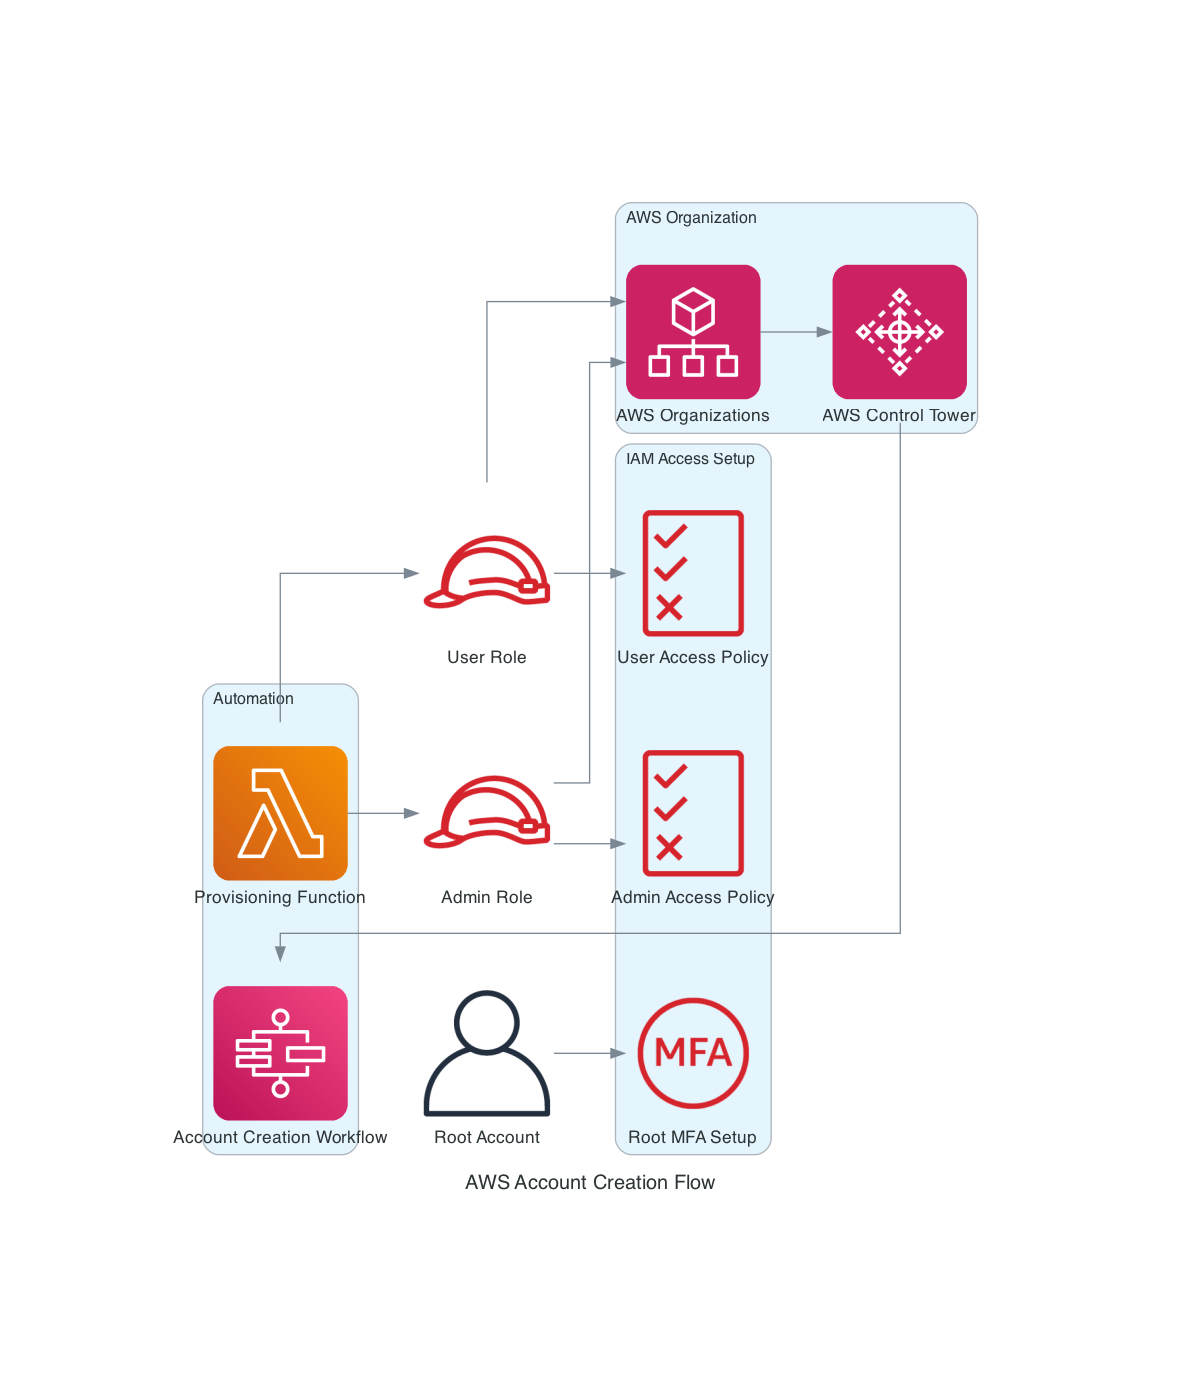 AWS Organization
AWS Organizations
AWS Control Tower
IAM Access Setup
User Role
User Access Policy
Automation
Provisioning Function
Admin Role
Admin Access Policy
MFA
Account Creation Workflow
Root Account
Root MFA Setup
AWS Account Creation Flow